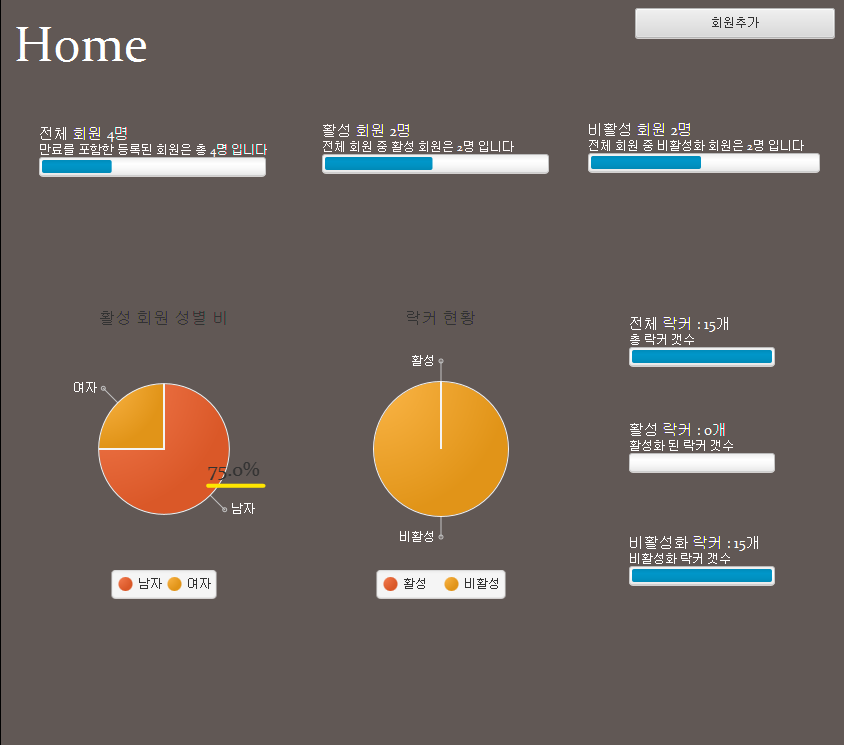 Home
회원추가
전체 회원 4명
만료를 포함한 등록된 회원은 총 4명 입니다
활성 회원 2명
전체 회원 중 활성 회원은 2명 입니다
비활성 회원 2명
전체 회원 중 비활성화 회원은 2명 입니다
활성 회원 성별 비
여자
75.0%
남자
남자 여자
락커 현황
활성
비활성
활성 비활성
전체 락커 : 15개
총 락커 갯수
활성 락커 : 0개
활성화 된 락커 갯수
비활성화 락커 : 15개
비활성화 락커 갯수